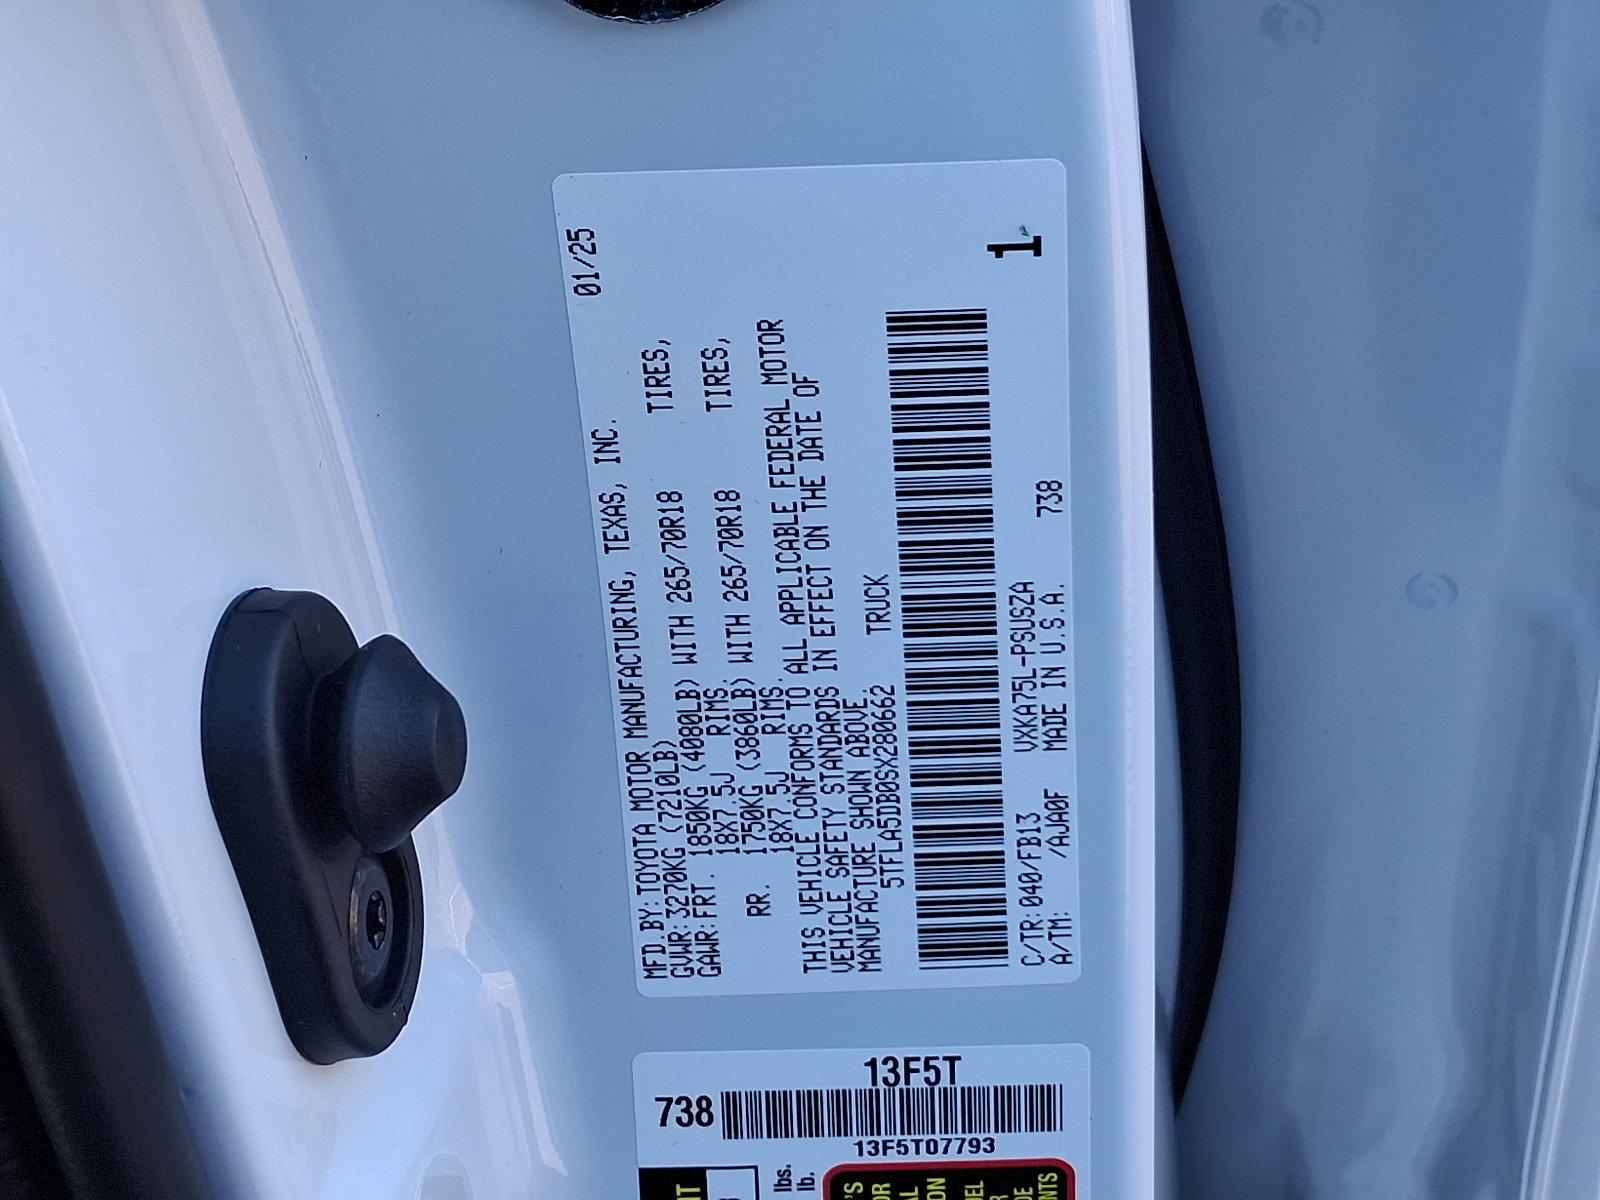 01/25
MFD.BY:TOYOTA MOTOR MANUFACTURING, TEXAS, INC.
GVWR:3270KG (7210LB)
GAWR:FRT. 1850KG (4080LB) WITH 265/70R18 TIRES,
18X7.5J RIMS.
RR. 1750KG (3860LB) WITH 265/70R18 TIRES,
18X7.5J RIMS.
THIS VEHICLE CONFORMS TO ALL APPLICABLE FEDERAL MOTOR
VEHICLE SAFETY STANDARDS IN EFFECT ON THE DATE OF
MANUFACTURE SHOWN ABOVE.
5TFLA5DB0SX280662 TRUCK
C/TR:040/FB13 VXKA75L-PSUSZA
A/TM: /AJA0F MADE IN U.S.A. 738
1
13F5T
738
13F5T07793
lbs.
lb.